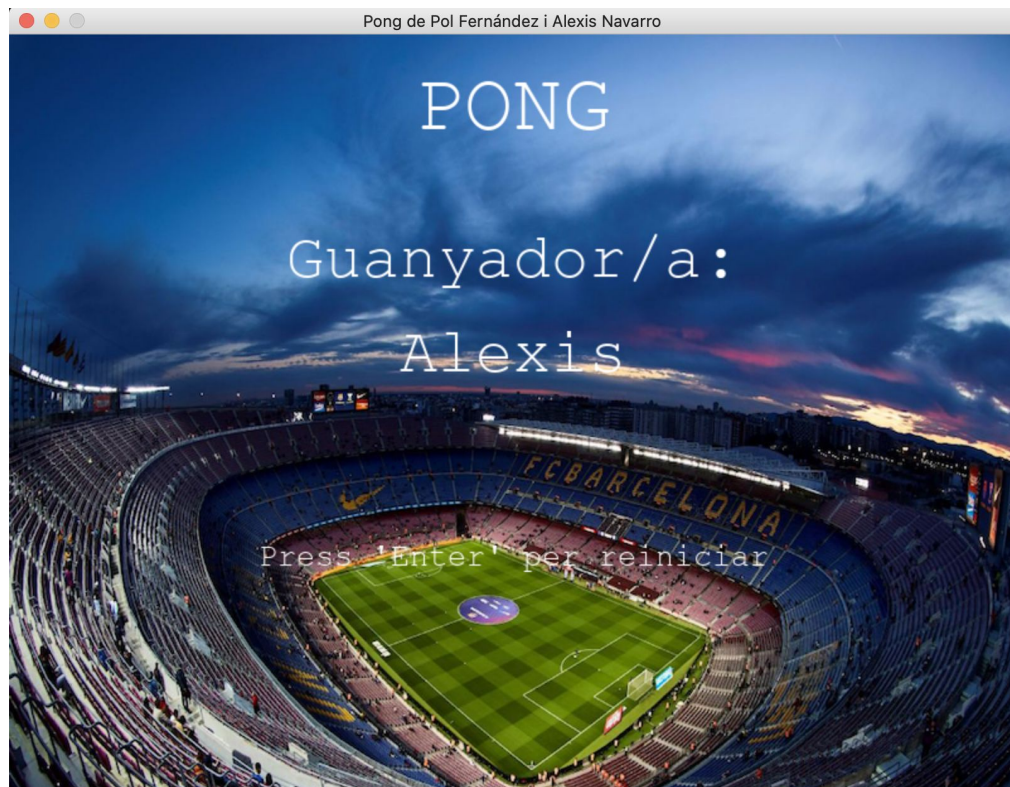 Pong de Pol Fernández i Alexis Navarro
PONG
Guanyador/a:
Alexis
FCBARCELONA
Press 'Enter' per reiniciar